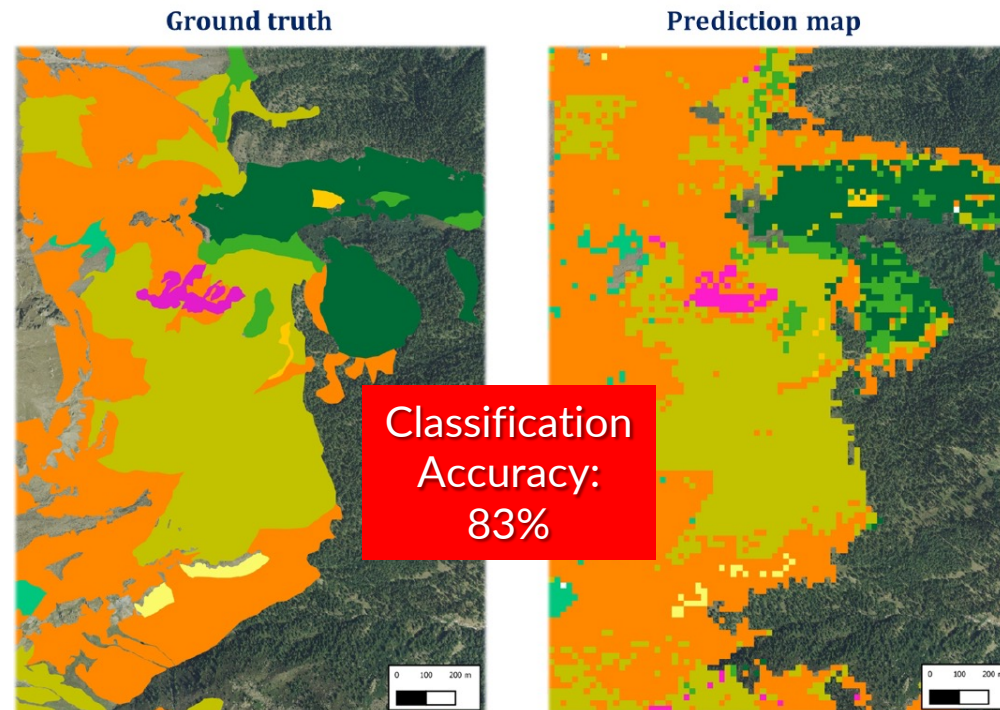 Ground truth
Prediction map
Classification
Accuracy:
83%
0 100 200 m
0 100 200 m